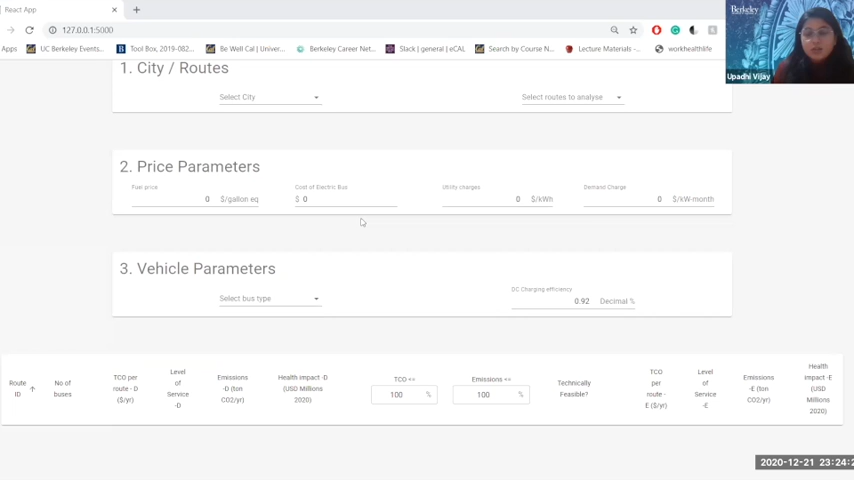 React App
127.0.0.1:5000
Apps
UC Berkeley Events...
Tool Box, 2019-082...
Be Well Cal | Univer...
Berkeley Career Net...
Slack | general | eCAL
Search by Course N...
Lecture Materials -...
workhealthlife
Berkeley
Upadhi Vijay
1. City / Routes
Select City
Select routes to analyse
2. Price Parameters
Fuel price
0 $/gallon eq
Cost of Electric Bus
$ 0
Utility charges
0 $/kWh
Demand Charge
0 $/kW-month
3. Vehicle Parameters
Select bus type
DC Charging efficiency
0.92 Decimal %
Route
ID
No of
buses
TCO per
route - D
($/yr)
Level
of
Service
-D
Emissions
-D (ton
CO2/yr)
Health impact -D
(USD Millions
2020)
TCO <=
100 %
Emissions <=
100 %
Technically
Feasible?
TCO
per
route -
E ($/yr)
Level
of
Service
-E
Emissions
-E (ton
CO2/yr)
Health
impact -E
(USD
Millions
2020)
2020-12-21 23:24:2